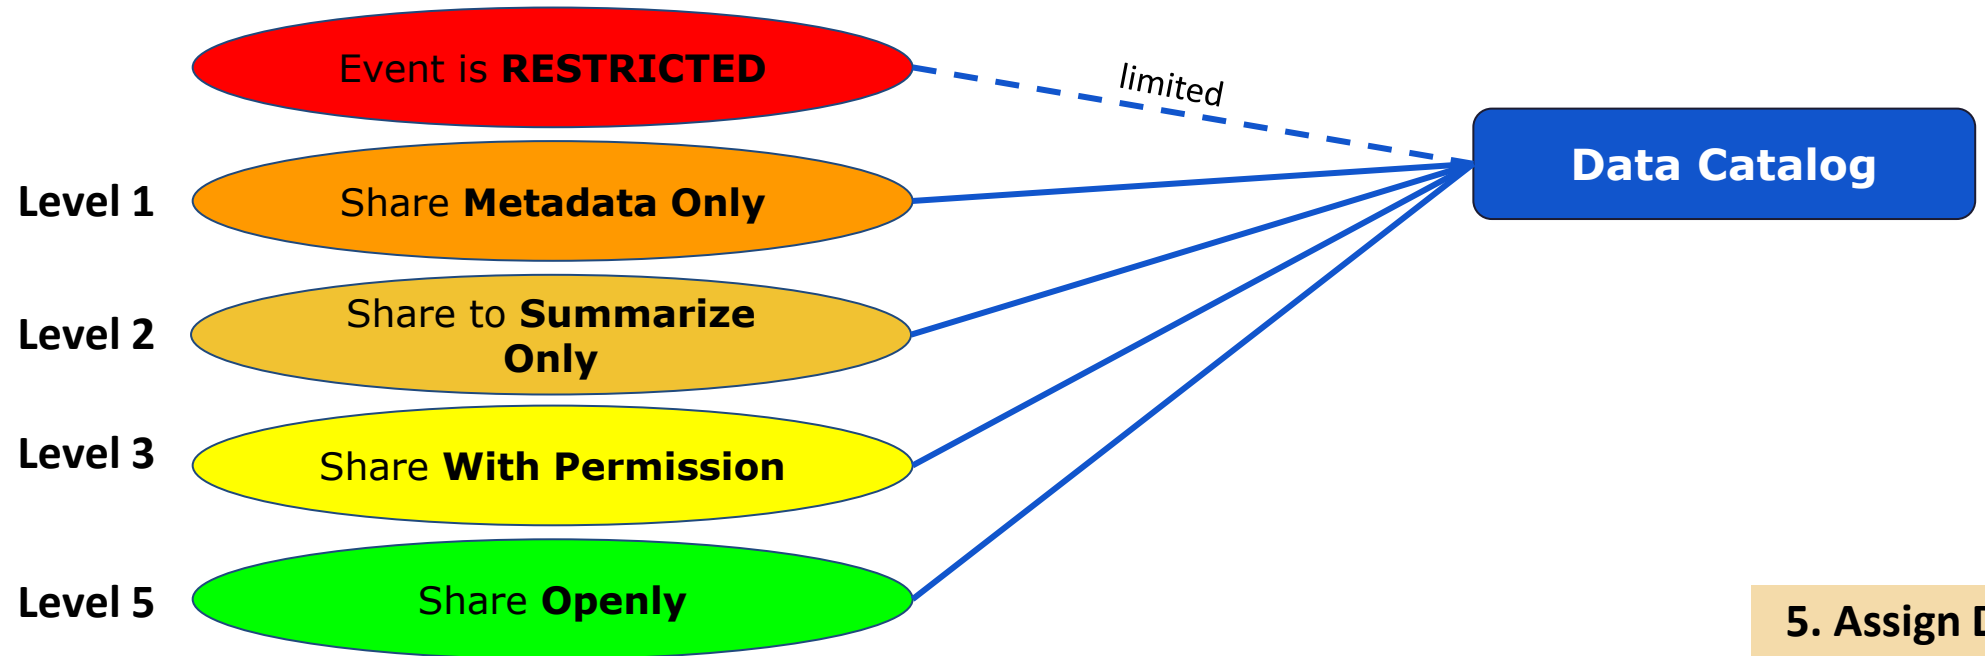 Event is RESTRICTED
limited
Data Catalog
Level 1
Share Metadata Only
Level 2
Share to Summarize
Only
Level 3
Share With Permission
Level 5
Share Openly
5. Assign